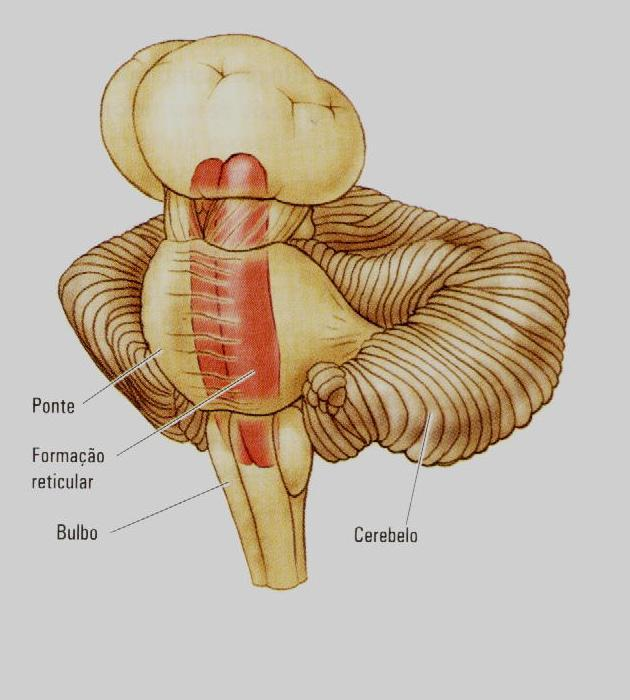 Ponte
Formação
reticular
Bulbo
Cerebelo